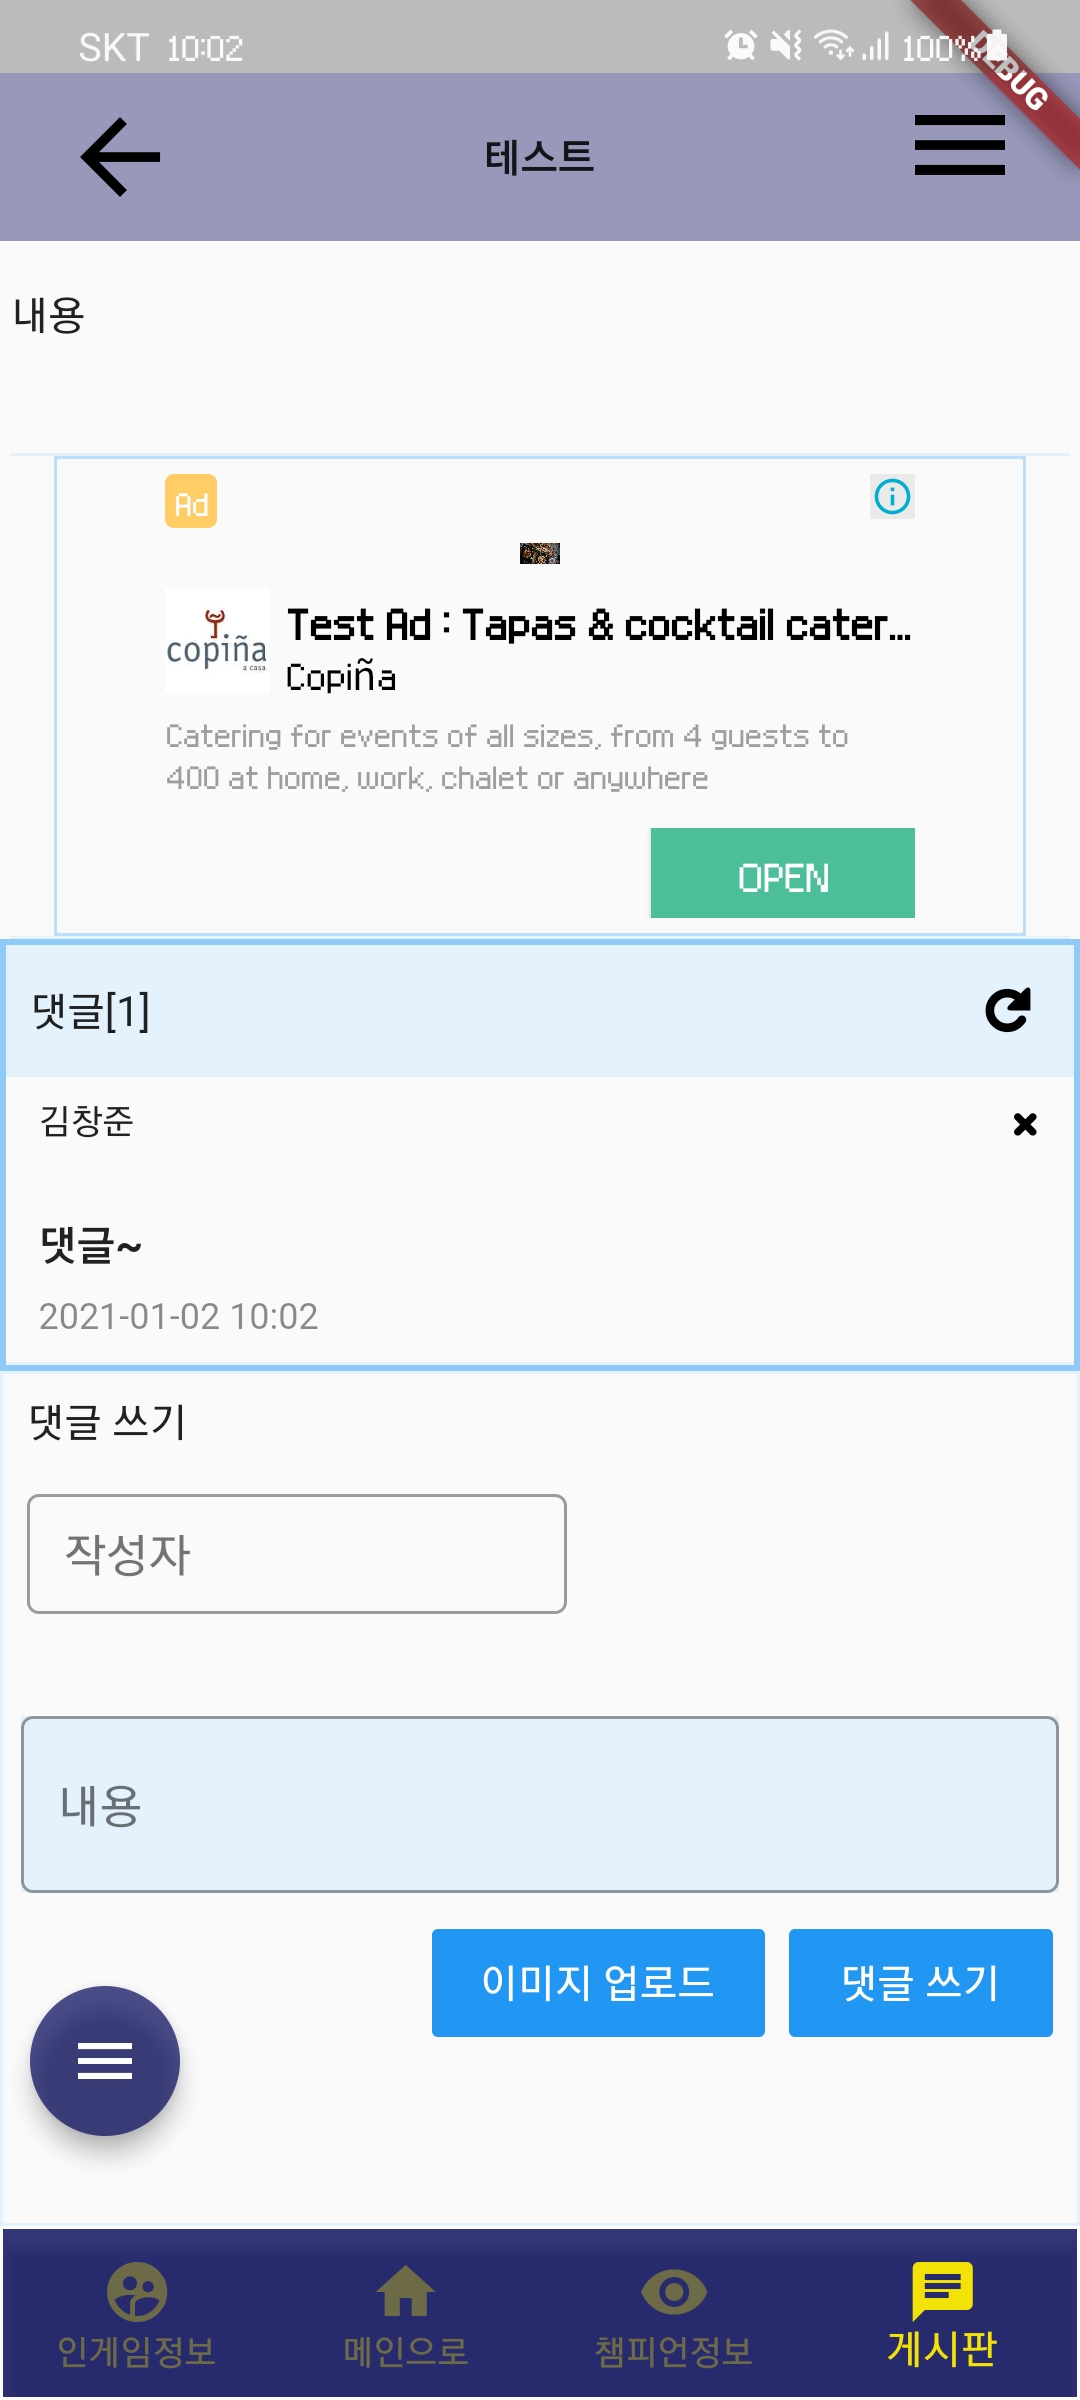 SKT 10:02
100%
DEBUG
테스트
내용
Ad
copiña
a casa
Test Ad : Tapas & cocktail cater...
Copiña
Catering for events of all sizes, from 4 guests to
400 at home, work, chalet or anywhere
OPEN
댓글[1]
김창준
댓글~
2021-01-02 10:02
댓글 쓰기
작성자
내용
이미지 업로드
댓글 쓰기
인게임정보
메인으로
챔피언정보
게시판